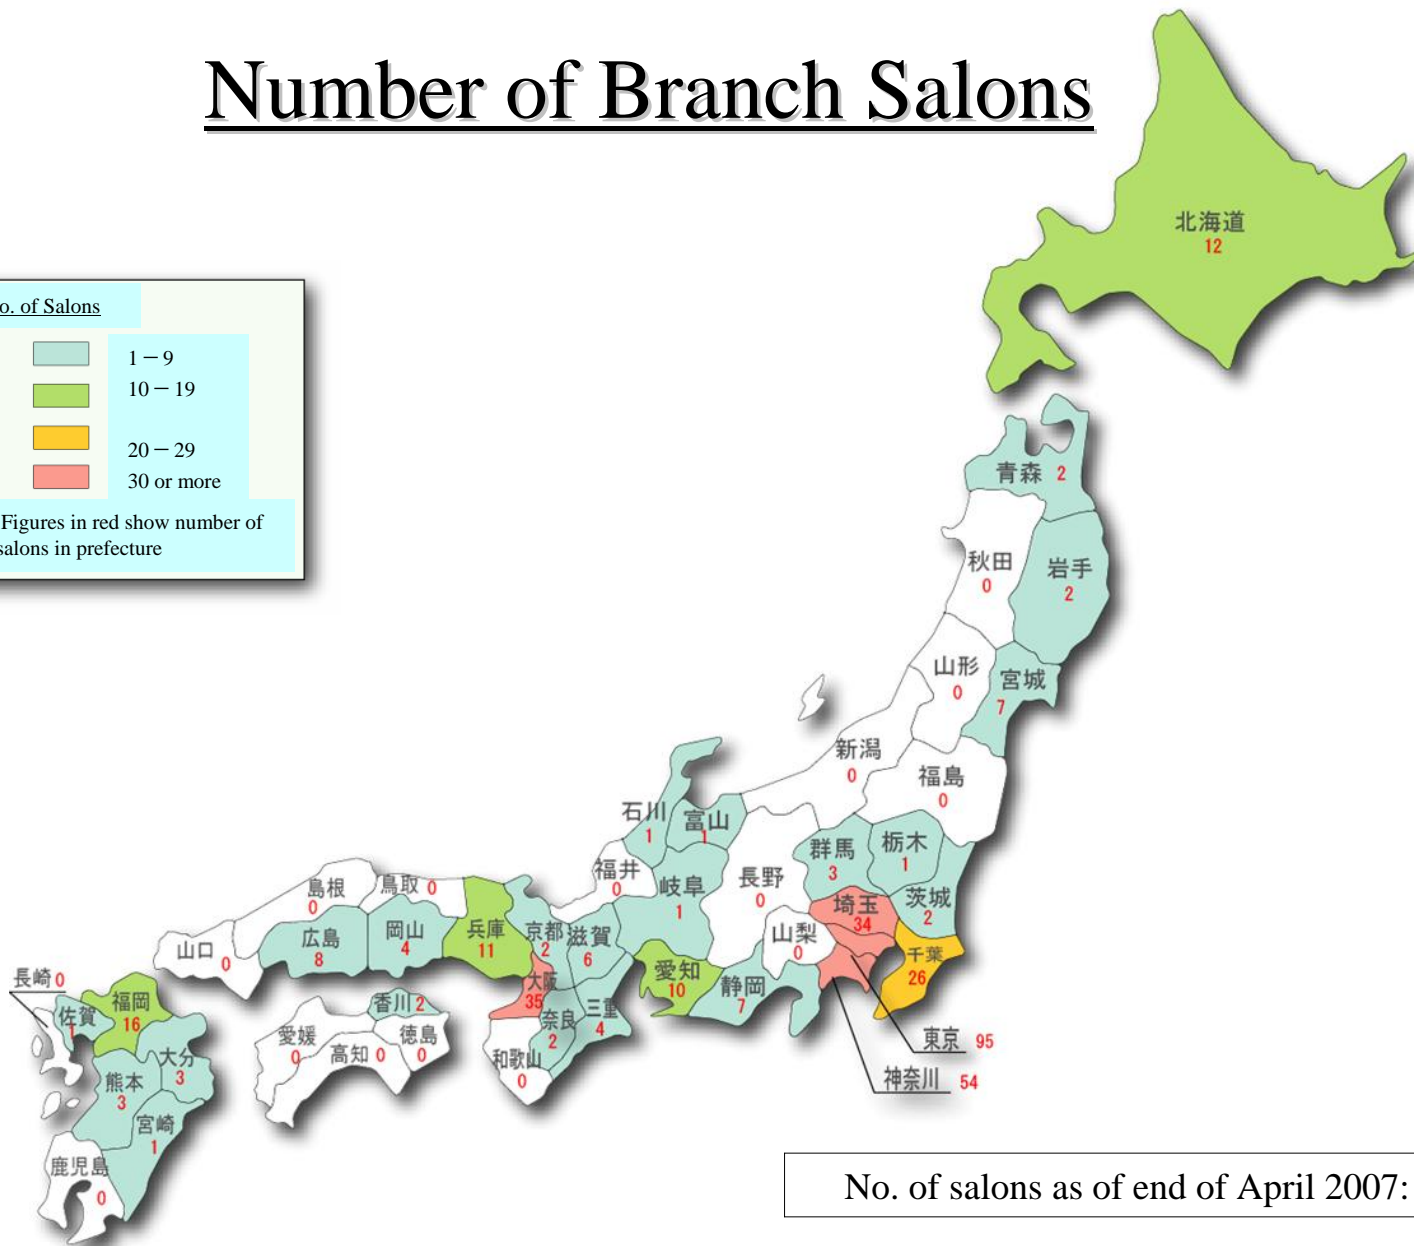 Number of Branch Salons
o. of Salons
1－9
10－19
20－29
30 or more
Figures in red show number of
salons in prefecture
北海道
12
青森 2
秋田
0
岩手
2
山形
0
宮城
7
新潟
0
福島
0
石川
1
富山
1
福井
0
岐阜
1
長野
0
群馬
3
栃木
1
茨城
2
埼玉
34
山梨
0
千葉
26
東京 95
神奈川 54
静岡
7
愛知
10
三重
4
滋賀
6
京都
2
大阪
35
奈良
2
和歌山
0
兵庫
11
鳥取 0
岡山
4
島根
0
広島
8
山口
0
香川 2
徳島
0
愛媛
0
高知 0
福岡
16
長崎 0
佐賀
1
大分
3
熊本
3
宮崎
1
鹿児島
0
No. of salons as of end of April 2007: